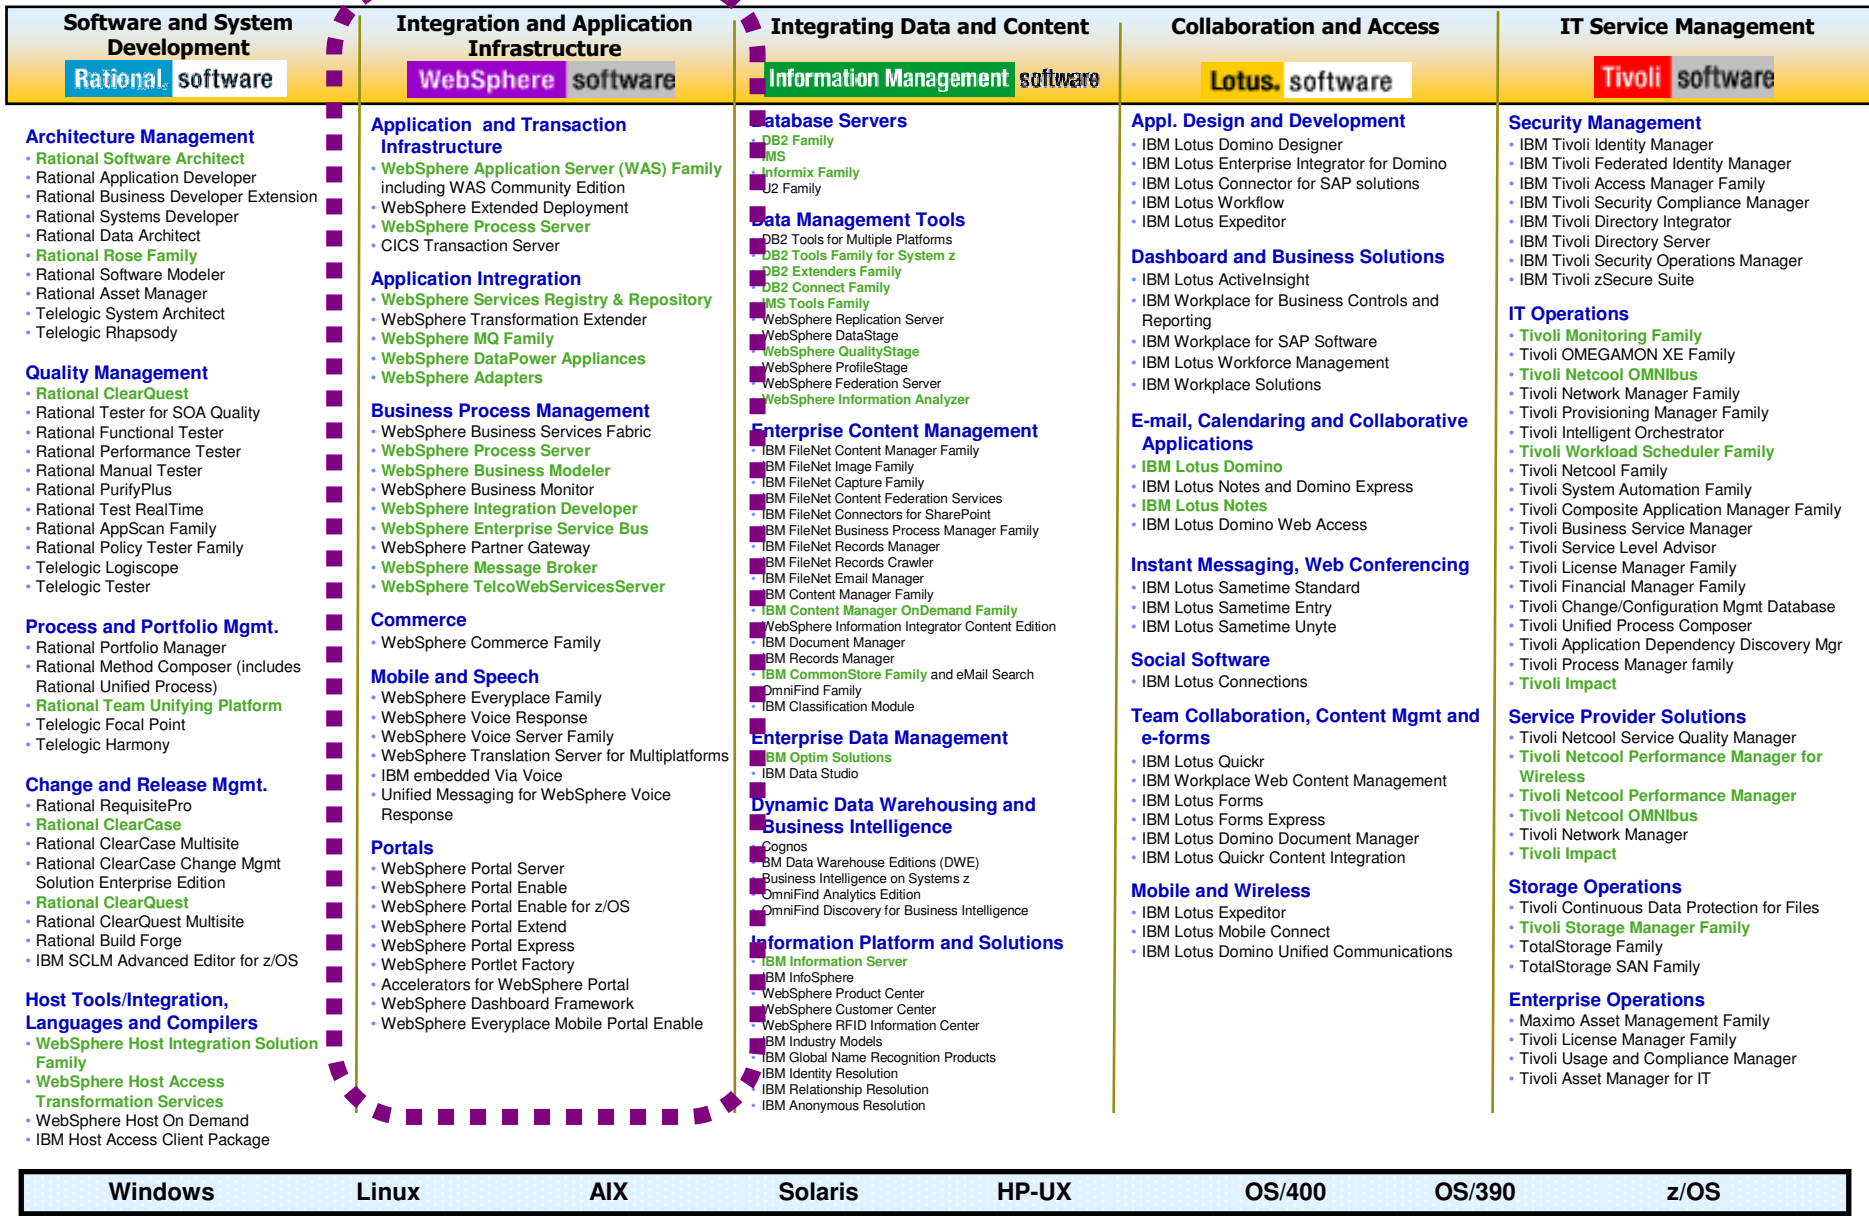 Software and System
Development
Rational. software
Integration and Application
Infrastructure
WebSphere software
Integrating Data and Content
Information Management software
Collaboration and Access
Lotus. software
IT Service Management
Tivoli software
Architecture Management
• Rational Software Architect
• Rational Application Developer
• Rational Business Developer Extension
• Rational Systems Developer
• Rational Data Architect
• Rational Rose Family
• Rational Software Modeler
• Rational Asset Manager
• Telelogic System Architect
• Telelogic Rhapsody
Quality Management
• Rational ClearQuest
• Rational Tester for SOA Quality
• Rational Functional Tester
• Rational Performance Tester
• Rational Manual Tester
• Rational PurifyPlus
• Rational Test RealTime
• Rational AppScan Family
• Rational Policy Tester Family
• Telelogic Logiscope
• Telelogic Tester
Process and Portfolio Mgmt.
• Rational Portfolio Manager
• Rational Method Composer (includes
Rational Unified Process)
• Rational Team Unifying Platform
• Telelogic Focal Point
• Telelogic Harmony
Change and Release Mgmt.
• Rational RequisitePro
• Rational ClearCase
• Rational ClearCase Multisite
• Rational ClearCase Change Mgmt
Solution Enterprise Edition
• Rational ClearQuest
• Rational ClearQuest Multisite
• Rational Build Forge
• IBM SCLM Advanced Editor for z/OS
Host Tools/Integration,
Languages and Compilers
• WebSphere Host Integration Solution
Family
• WebSphere Host Access
Transformation Services
• WebSphere Host On Demand
• IBM Host Access Client Package
Application and Transaction
Infrastructure
• WebSphere Application Server (WAS) Family
including WAS Community Edition
• WebSphere Extended Deployment
• WebSphere Process Server
• CICS Transaction Server
Application Intregration
• WebSphere Services Registry & Repository
• WebSphere Transformation Extender
• WebSphere MQ Family
• WebSphere DataPower Appliances
• WebSphere Adapters
Business Process Management
• WebSphere Business Services Fabric
• WebSphere Process Server
• WebSphere Business Modeler
• WebSphere Business Monitor
• WebSphere Integration Developer
• WebSphere Enterprise Service Bus
• WebSphere Partner Gateway
• WebSphere Message Broker
• WebSphere TelcoWebServicesServer
Commerce
• WebSphere Commerce Family
Mobile and Speech
• WebSphere Everyplace Family
• WebSphere Voice Response
• WebSphere Voice Server Family
• WebSphere Translation Server for Multiplatforms
• IBM embedded Via Voice
• Unified Messaging for WebSphere Voice
Response
Portals
• WebSphere Portal Server
• WebSphere Portal Enable
• WebSphere Portal Enable for z/OS
• WebSphere Portal Extend
• WebSphere Portal Express
• WebSphere Portlet Factory
• Accelerators for WebSphere Portal
• WebSphere Dashboard Framework
• WebSphere Everyplace Mobile Portal Enable
Database Servers
• DB2 Family
• IMS
• Informix Family
• U2 Family
Data Management Tools
• DB2 Tools for Multiple Platforms
• DB2 Tools Family for System z
• DB2 Extenders Family
• DB2 Connect Family
• IMS Tools Family
• WebSphere Replication Server
• WebSphere DataStage
• WebSphere QualityStage
• WebSphere ProfileStage
• WebSphere Federation Server
• WebSphere Information Analyzer
Enterprise Content Management
• IBM FileNet Content Manager Family
• IBM FileNet Image Family
• IBM FileNet Capture Family
• IBM FileNet Content Federation Services
• IBM FileNet Connectors for SharePoint
• IBM FileNet Business Process Manager Family
• IBM FileNet Records Manager
• IBM FileNet Records Crawler
• IBM FileNet Email Manager
• IBM Content Manager Family
• IBM Content Manager OnDemand Family
• WebSphere Information Integrator Content Edition
• IBM Document Manager
• IBM Records Manager
• IBM CommonStore Family and eMail Search
• OmniFind Family
• IBM Classification Module
Enterprise Data Management
• IBM Optim Solutions
• IBM Data Studio
Dynamic Data Warehousing and
Business Intelligence
• Cognos
• IBM Data Warehouse Editions (DWE)
• Business Intelligence on Systems z
• OmniFind Analytics Edition
• OmniFind Discovery for Business Intelligence
Information Platform and Solutions
• IBM Information Server
• IBM InfoSphere
• WebSphere Product Center
• WebSphere Customer Center
• WebSphere RFID Information Center
• IBM Industry Models
• IBM Global Name Recognition Products
• IBM Identity Resolution
• IBM Relationship Resolution
• IBM Anonymous Resolution
Appl. Design and Development
• IBM Lotus Domino Designer
• IBM Lotus Enterprise Integrator for Domino
• IBM Lotus Connector for SAP solutions
• IBM Lotus Workflow
• IBM Lotus Expeditor
Dashboard and Business Solutions
• IBM Lotus ActiveInsight
• IBM Workplace for Business Controls and
Reporting
• IBM Workplace for SAP Software
• IBM Lotus Workforce Management
• IBM Workplace Solutions
E-mail, Calendaring and Collaborative
Applications
• IBM Lotus Domino
• IBM Lotus Notes and Domino Express
• IBM Lotus Notes
• IBM Lotus Domino Web Access
Instant Messaging, Web Conferencing
• IBM Lotus Sametime Standard
• IBM Lotus Sametime Entry
• IBM Lotus Sametime Unyte
Social Software
• IBM Lotus Connections
Team Collaboration, Content Mgmt and
e-forms
• IBM Lotus Quickr
• IBM Workplace Web Content Management
• IBM Lotus Forms
• IBM Lotus Forms Express
• IBM Lotus Domino Document Manager
• IBM Lotus Quickr Content Integration
Mobile and Wireless
• IBM Lotus Expeditor
• IBM Lotus Mobile Connect
• IBM Lotus Domino Unified Communications
Security Management
• IBM Tivoli Identity Manager
• IBM Tivoli Federated Identity Manager
• IBM Tivoli Access Manager Family
• IBM Tivoli Security Compliance Manager
• IBM Tivoli Directory Integrator
• IBM Tivoli Directory Server
• IBM Tivoli Security Operations Manager
• IBM Tivoli zSecure Suite
IT Operations
• Tivoli Monitoring Family
• Tivoli OMEGAMON XE Family
• Tivoli Netcool OMNIbus
• Tivoli Network Manager Family
• Tivoli Provisioning Manager Family
• Tivoli Intelligent Orchestrator
• Tivoli Workload Scheduler Family
• Tivoli Netcool Family
• Tivoli System Automation Family
• Tivoli Composite Application Manager Family
• Tivoli Business Service Manager
• Tivoli Service Level Advisor
• Tivoli License Manager Family
• Tivoli Financial Manager Family
• Tivoli Change/Configuration Mgmt Database
• Tivoli Unified Process Composer
• Tivoli Application Dependency Discovery Mgr
• Tivoli Process Manager family
• Tivoli Impact
Service Provider Solutions
• Tivoli Netcool Service Quality Manager
• Tivoli Netcool Performance Manager for
Wireless
• Tivoli Netcool Performance Manager
• Tivoli Netcool OMNIbus
• Tivoli Network Manager
• Tivoli Impact
Storage Operations
• Tivoli Continuous Data Protection for Files
• Tivoli Storage Manager Family
• TotalStorage Family
• TotalStorage SAN Family
Enterprise Operations
• Maximo Asset Management Family
• Tivoli License Manager Family
• Tivoli Usage and Compliance Manager
• Tivoli Asset Manager for IT
Windows Linux AIX Solaris HP-UX OS/400 OS/390 z/OS